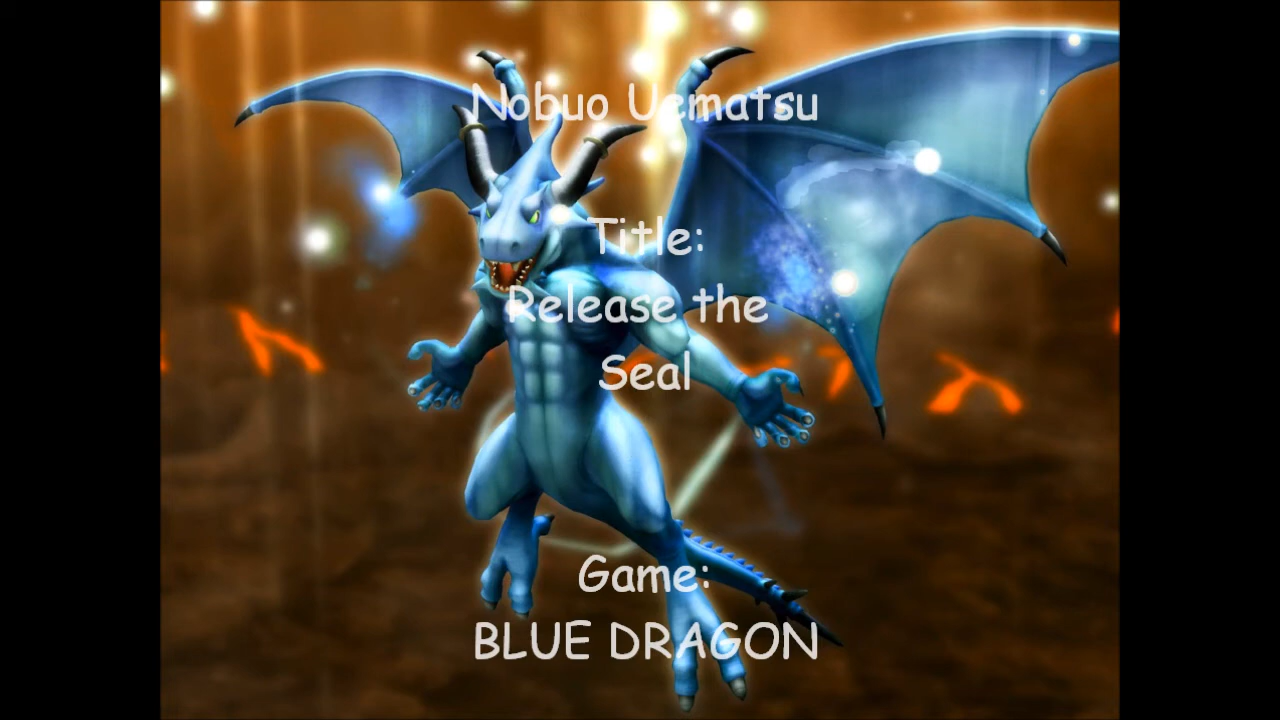 Nobuo Uematsu
Title:
Release the
Seal
Game:
BLUE DRAGON